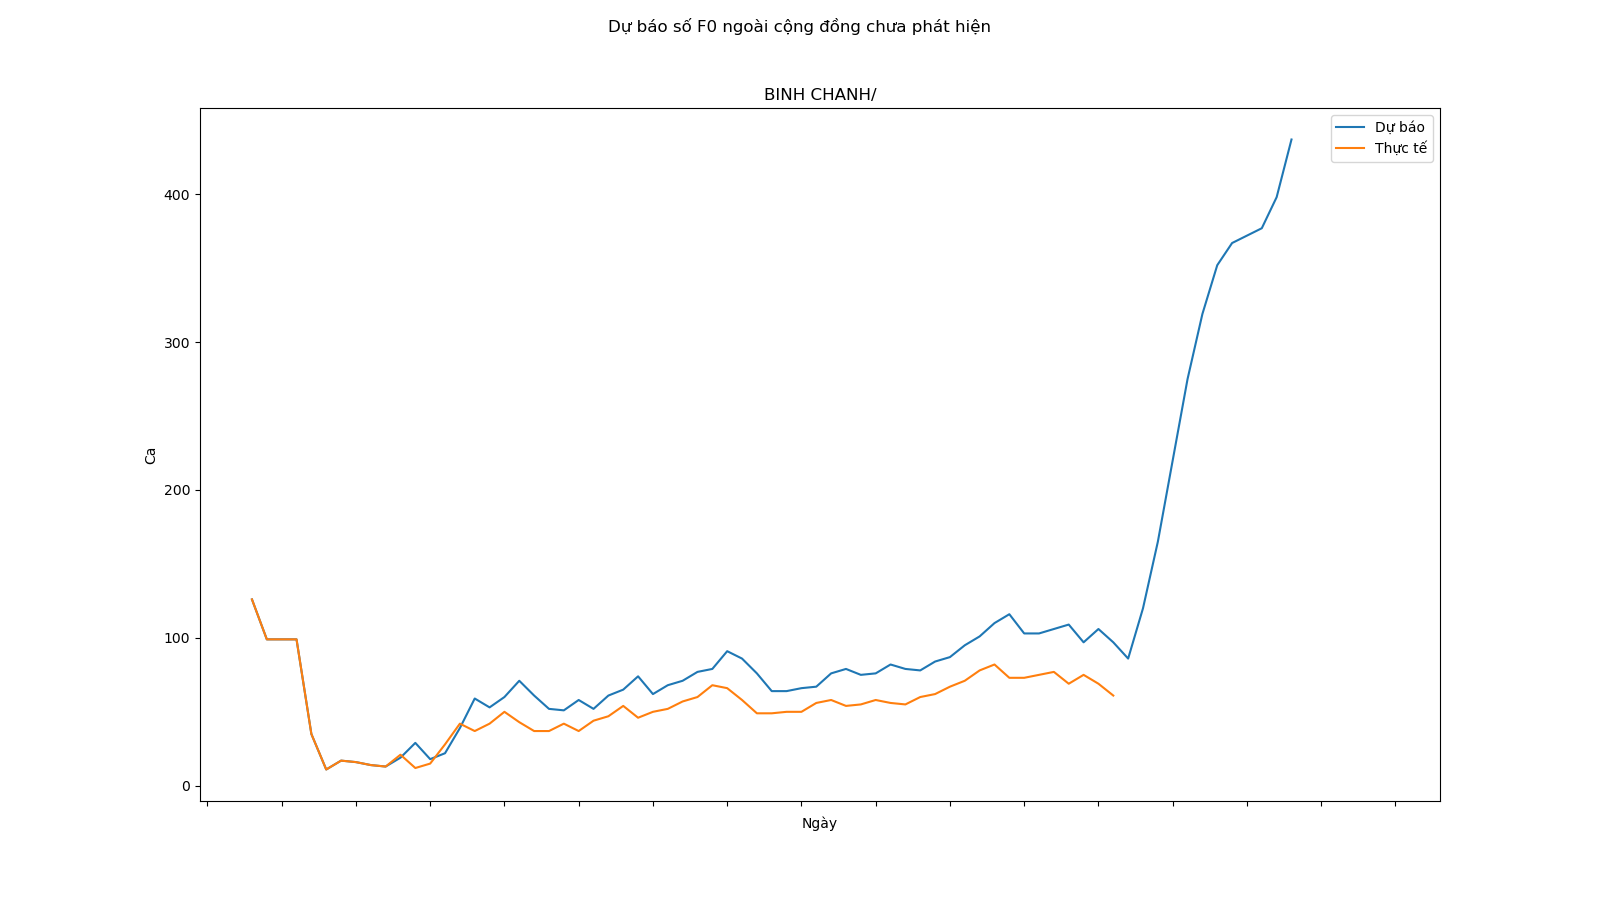 Dự báo số F0 ngoài cộng đồng chưa phát hiện
BINH CHANH/
Dự báo
Thực tế
400
300
200
100
0
Ca
Ngày